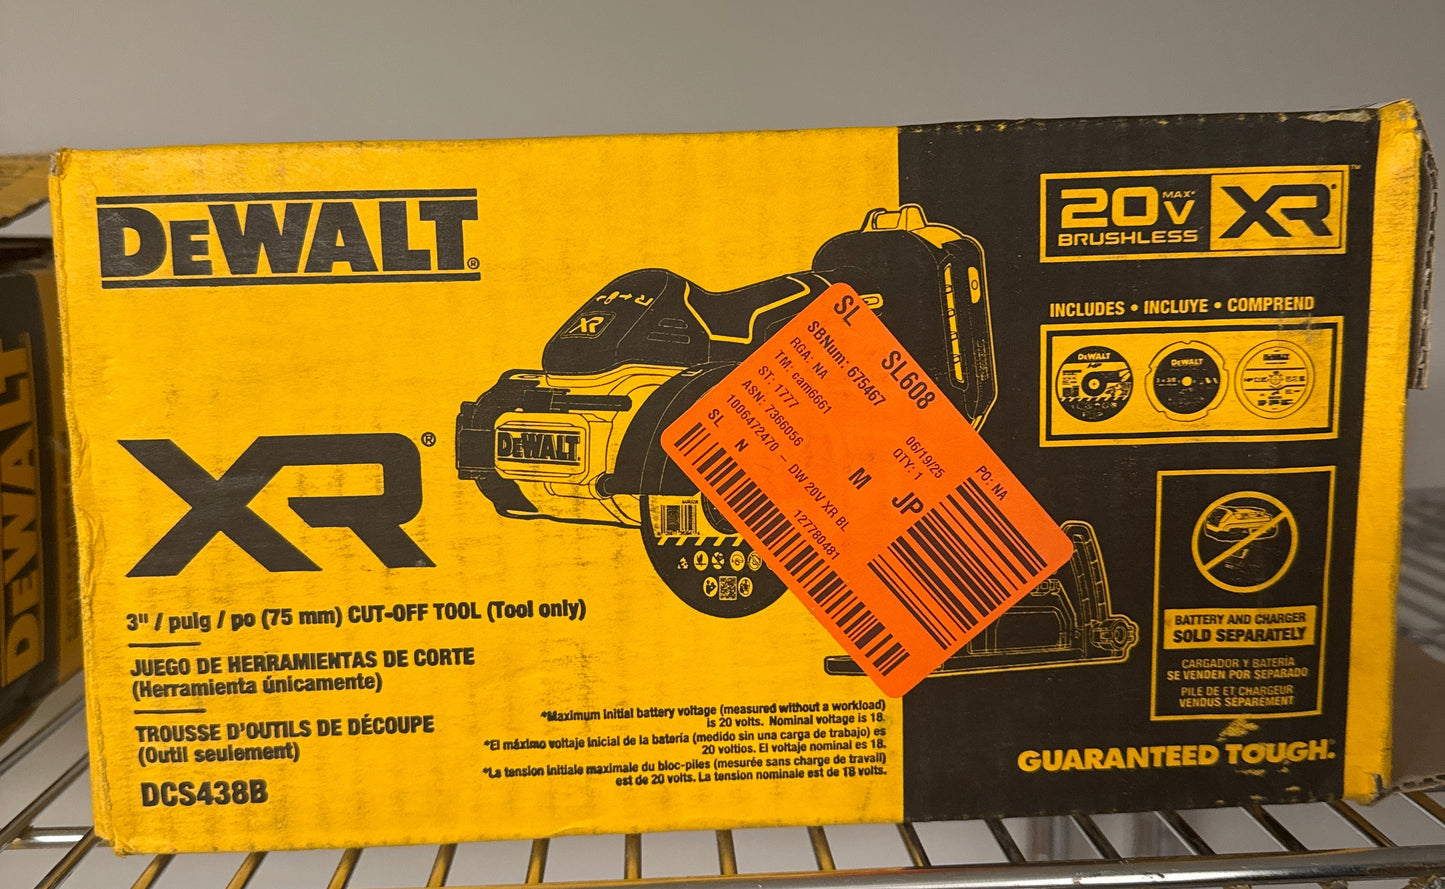 DEWALT®
XR®
3" / pulg / po (75 mm) CUT-OFF TOOL (Tool only)
JUEGO DE HERRAMIENTAS DE CORTE
(Herramienta únicamente)
TROUSSE D'OUTILS DE DÉCOUPE
(Outil seulement)
DCS438B
*Maximum initial battery voltage (measured without a workload)
is 20 volts. Nominal voltage is 18.
*El máximo voltaje inicial de la batería (medido sin una carga de trabajo) es
20 voltios. El voltaje nominal es 18.
*La tension initiale maximale du bloc-piles (mesurée sans charge de travail)
est de 20 volts. La tension nominale est de 18 volts.
XR
DEWALT
SL
SL608
SBNum: 675467
RGA: NA
TM: cam6661
06/19/25
PO: NA
ST: 1777
QTY: 1
ASN: 7366056
1006472470 - DW 20V XR BL
M
JP
SL
N
127780481
20V MAX*
BRUSHLESS
XR™
INCLUDES • INCLUYE • COMPREND
DEWALT
DEWALT
BATTERY AND CHARGER
SOLD SEPARATELY
CARGADOR Y BATERÍA
SE VENDEN POR SEPARADO
PILE DE ET CHARGEUR
VENDUS SÉPARÉMENT
GUARANTEED TOUGH.®
DEWALT